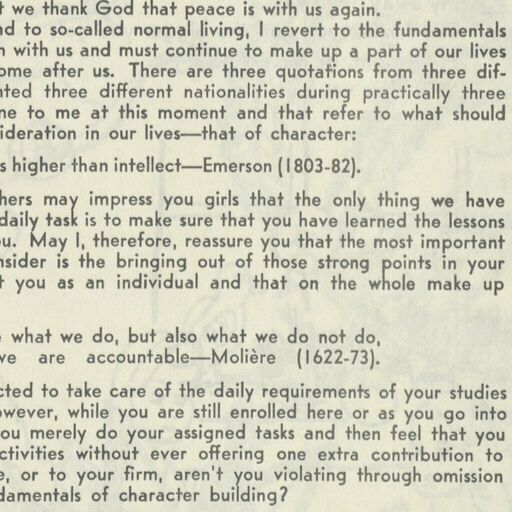 t we thank God that peace is with us again.
nd to so-called normal living, I revert to the fundamentals
n with us and must continue to make up a part of our lives
ome after us. There are three quotations from three dif-
nted three different nationalities during practically three
ne to me at this moment and that refer to what should
sideration in our lives—that of character:
s higher than intellect—Emerson (1803-82).
hers may impress you girls that the only thing we have
daily task is to make sure that you have learned the lessons
ou. May I, therefore, reassure you that the most important
nsider is the bringing out of those strong points in your
t you as an individual and that on the whole make up
e what we do, but also what we do not do,
we are accountable—Molière (1622-73).
cted to take care of the daily requirements of your studies
owever, while you are still enrolled here or as you go into
ou merely do your assigned tasks and then feel that you
ctivities without ever offering one extra contribution to
e, or to your firm, aren't you violating through omission
damentals of character building?